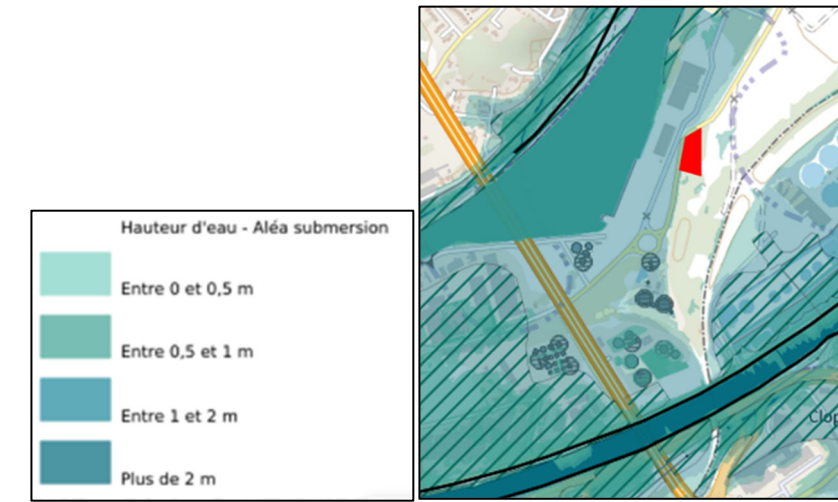 Hauteur d'eau - Aléa submersion
Entre 0 et 0,5 m
Entre 0,5 et 1 m
Entre 1 et 2 m
Plus de 2 m
Clop